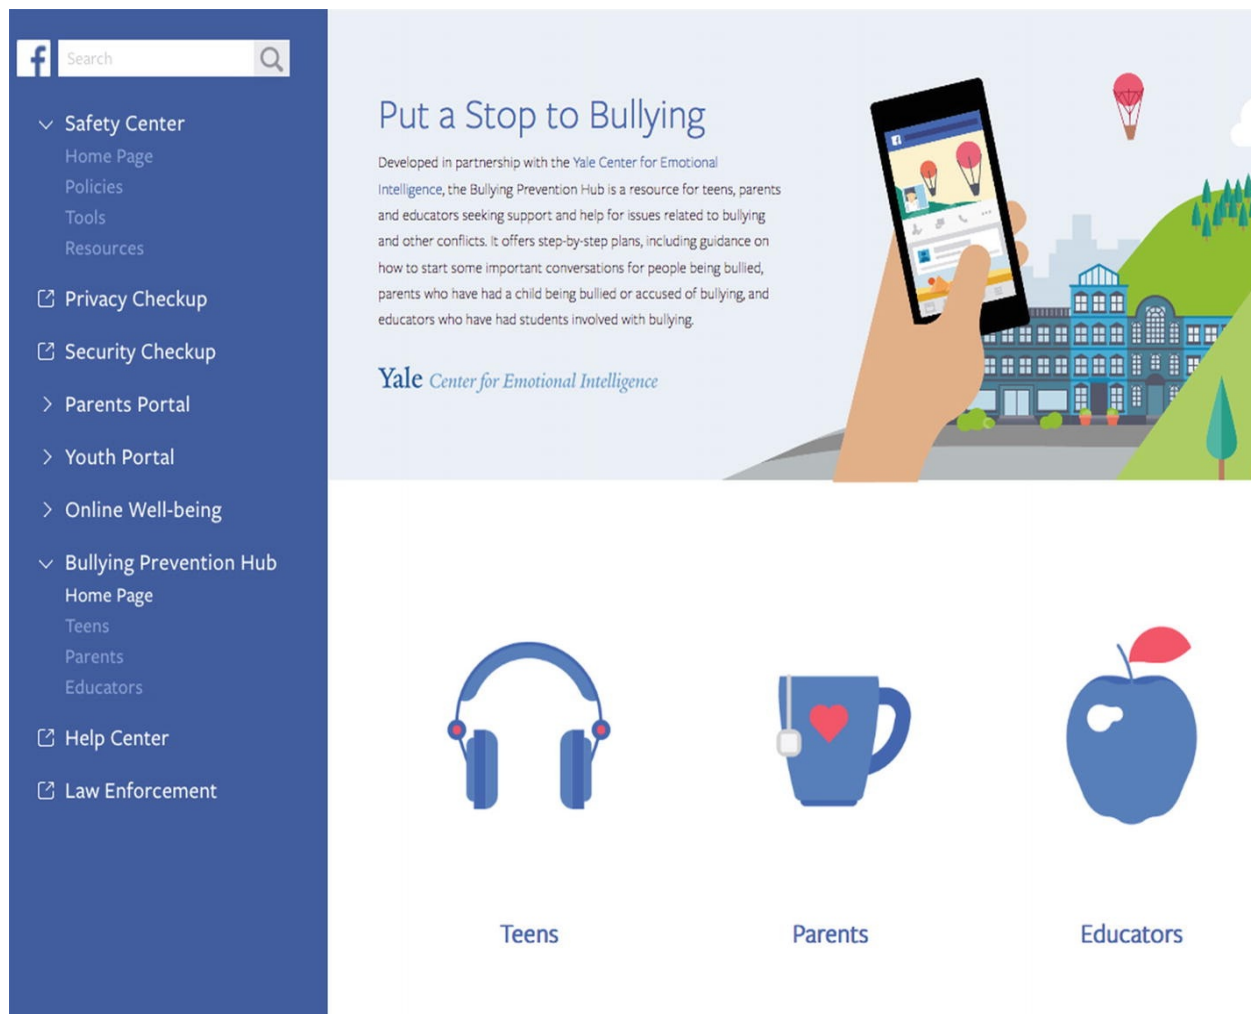 f
Search
Safety Center
Home Page
Policies
Tools
Resources
Privacy Checkup
Security Checkup
Parents Portal
Youth Portal
Online Well-being
Bullying Prevention Hub
Home Page
Teens
Parents
Educators
Help Center
Law Enforcement
Put a Stop to Bullying
Developed in partnership with the Yale Center for Emotional
Intelligence, the Bullying Prevention Hub is a resource for teens, parents
and educators seeking support and help for issues related to bullying
and other conflicts. It offers step-by-step plans, including guidance on
how to start some important conversations for people being bullied,
parents who have had a child being bullied or accused of bullying, and
educators who have had students involved with bullying.
Yale Center for Emotional Intelligence
f
Teens
Parents
Educators